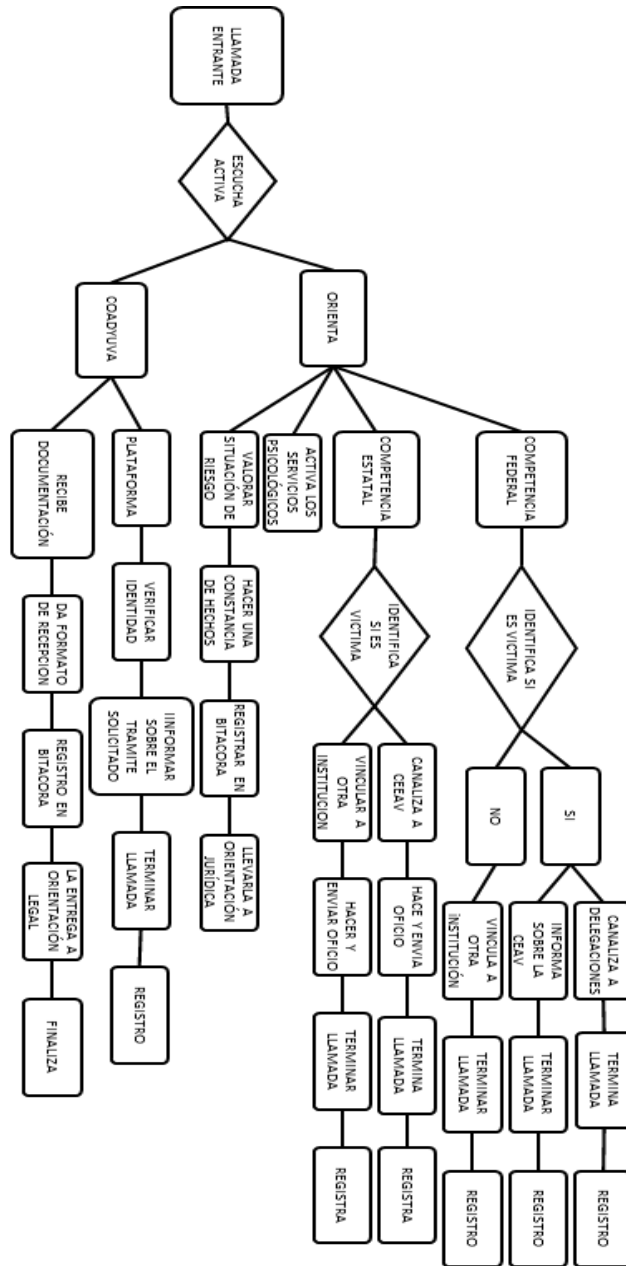 LLAMADA
ENTRANTE
ESCUCHA
ACTIVA
ORIENTA
COADYUVA
COMPETENCIA
FEDERAL
IDENTIFICA SI
ES VICTIMA
SI
CANALIZA A
DELEGACIONES
TERMINA
LLAMADA
REGISTRO
INFORMA
SOBRE LA
CEAV
TERMINAR
LLAMADA
REGISTRO
NO
VINCULA A
OTRA
INSTITUCIÓN
TERMINAR
LLAMADA
REGISTRO
COMPETENCIA
ESTATAL
IDENTIFICA
SI ES
VICTIMA
CANALIZA A
CEEAV
HACE Y ENVIA
OFICIO
TERMINA
LLAMADA
REGISTRA
VINCULAR A
OTRA
INSTITUCION
HACER Y
ENVIAR OFICIO
TERMINAR
LLAMADA
REGISTRA
ACTIVA LOS
SERVICIOS
PSICOLÓGICOS
VALORAR
SITUACIÓN DE
RIESGO
HACER UNA
CONSTANCIA
DE HECHOS
REGISTRAR EN
BITACORA
LLEVARLA A
ORIENTACIÓN
JURÍDICA
PLATAFORMA
VERIFICAR
IDENTIDAD
IINFORMAR
SOBRE EL
TRAMITE
SOLICITADO
TERMINAR
LLAMADA
REGISTRO
RECIBE
DOCUMENTACIÓN
DA FORMATO
DE RECEPCION
REGISTRO EN
BITACORA
LA ENTREGA A
ORIENTACIÓN
LEGAL
FINALIZA